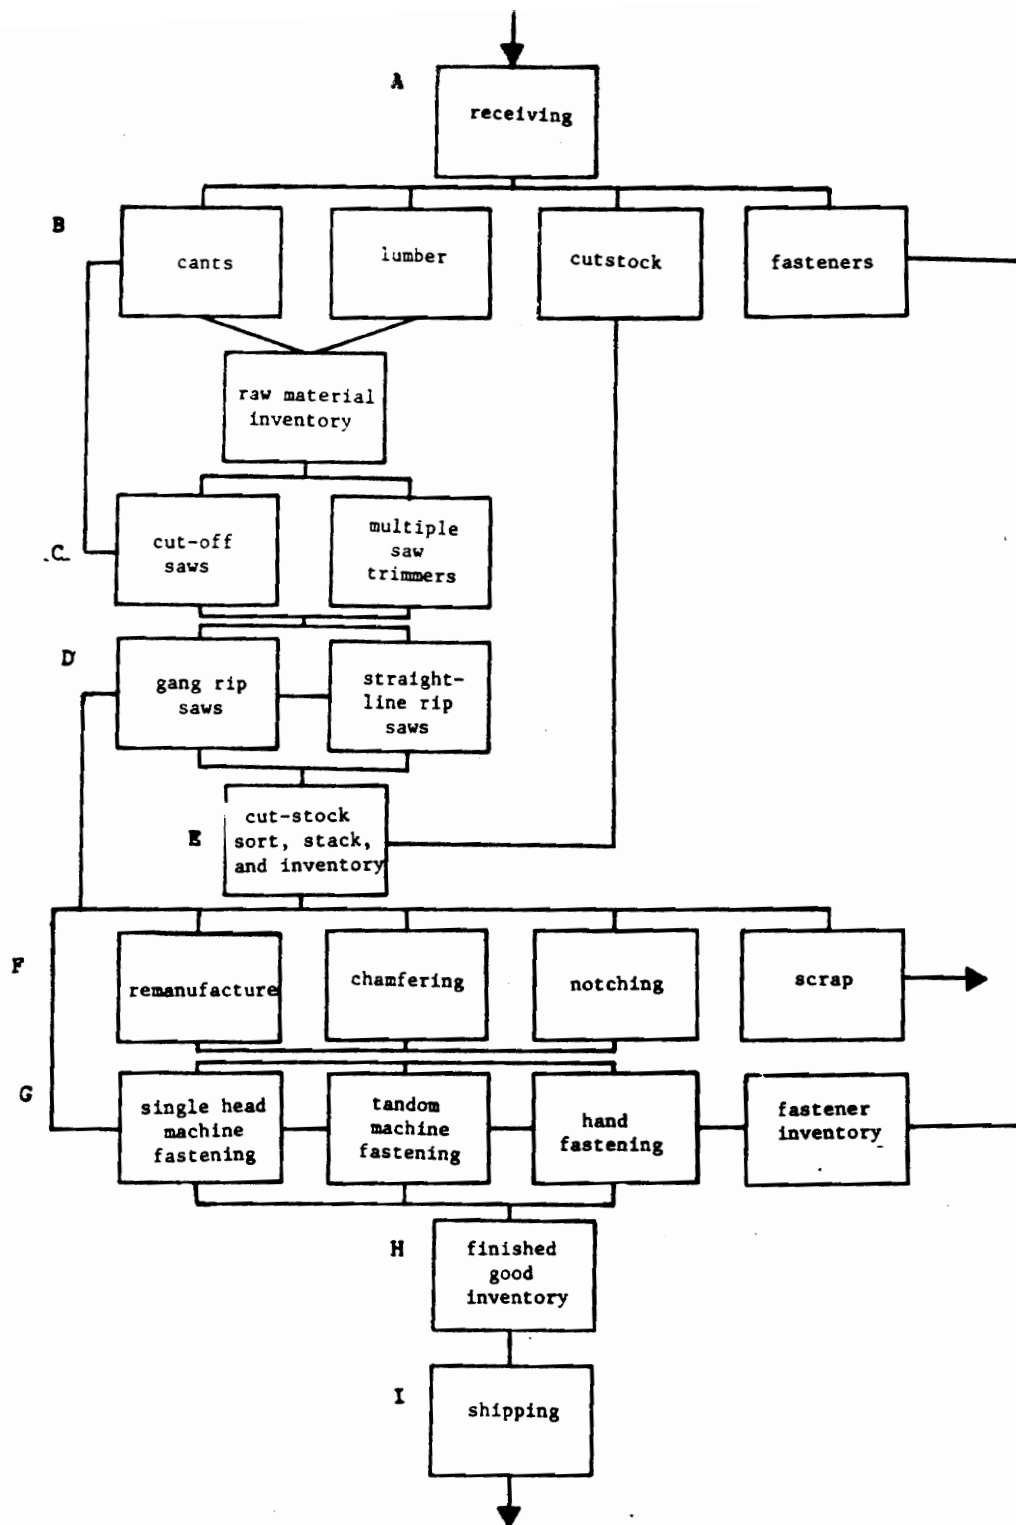 A
receiving
B
cants
lumber
cutstock
fasteners
raw material
inventory
C
cut-off
saws
multiple
saw
trimmers
D
gang rip
saws
straight-
line rip
saws
E
cut-stock
sort, stack,
and inventory
F
remanufacture
chamfering
notching
scrap
G
single head
machine
fastening
tandom
machine
fastening
hand
fastening
fastener
inventory
H
finished
good
inventory
I
shipping